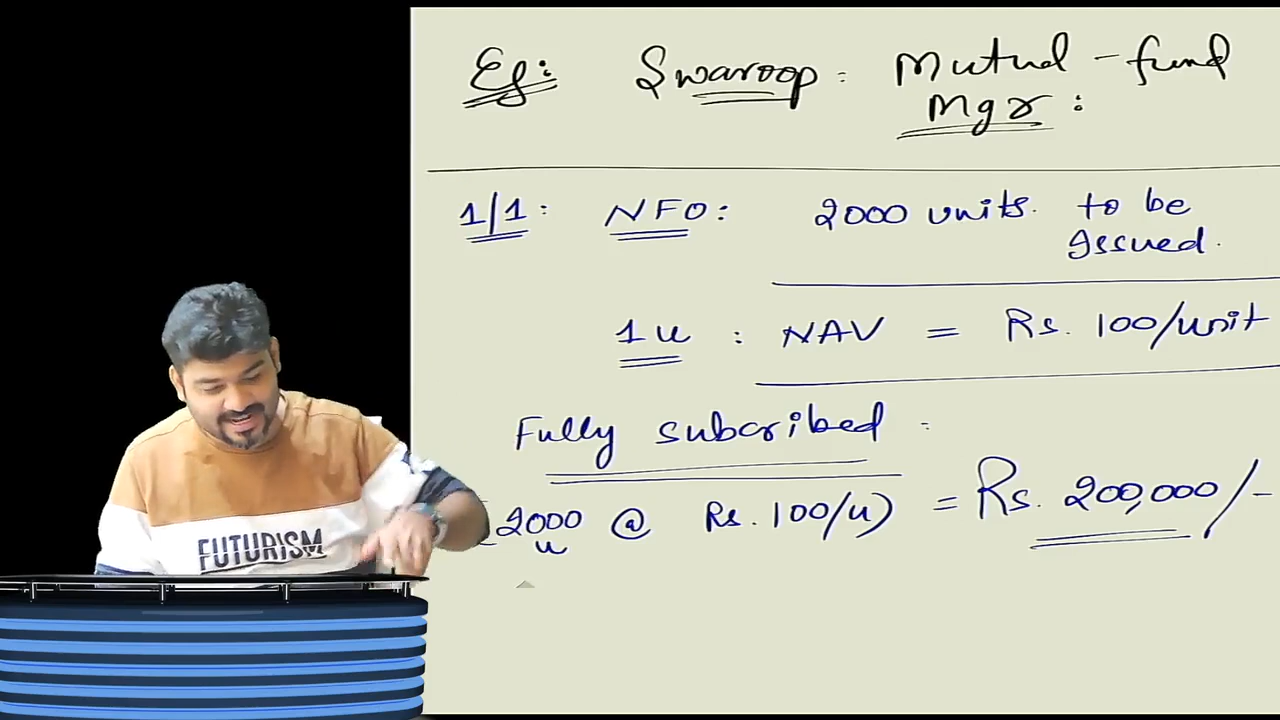 Eg: Swaroop: Mutual-fund
Mgr:
1/1: NFO: 2000 units. to be
issued.
1 u : NAV = Rs. 100/unit
Fully subcribed :
(2000 @ Rs. 100/u) = Rs. 200,000/-
u
FUTURISM